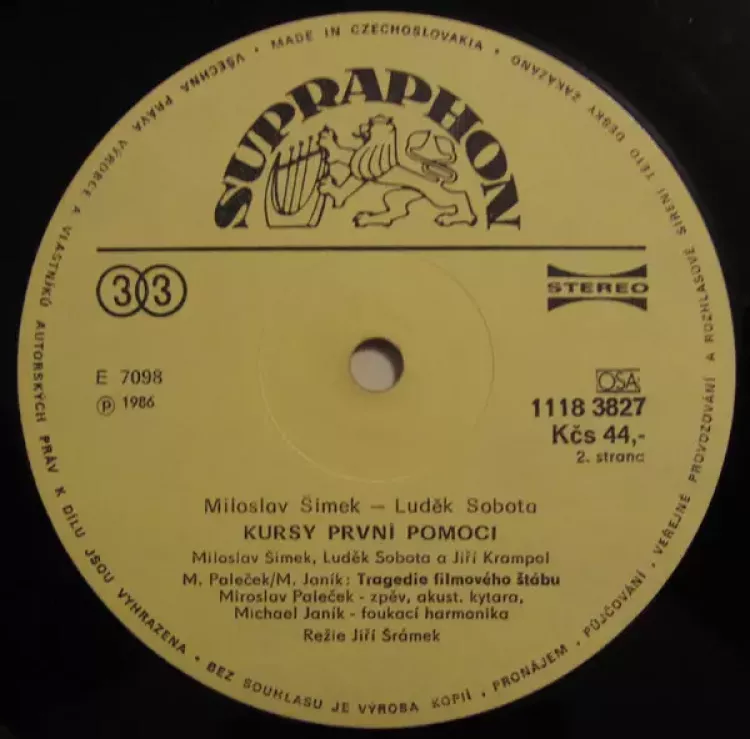 VŠECHNA PRÁVA VÝROBCE A VLASTNÍKŮ AUTORSKÝCH PRÁV K DÍLU JSOU VYHRAZENA • BEZ SOUHLASU JE VÝROBA KOPIÍ, PRONÁJEM, PŮJČOVÁNÍ, VEŘEJNÉ PROVOZOVÁNÍ A ROZHLASOVÉ ŠÍŘENÍ TÉTO DESKY ZAKÁZÁNO • MADE IN CZECHOSLOVAKIA •
SUPRAPHON
33
STEREO
E 7098
℗ 1986
OSA
1118 3827
Kčs 44,-
2. strana
Miloslav Šimek – Luděk Sobota
KURSY PRVNÍ POMOCI
Miloslav Šimek, Luděk Sobota a Jiří Krampol
M. Paleček/M. Janík: Tragedie filmového štábu
Miroslav Paleček - zpěv, akust. kytara,
Michael Janík - foukací harmonika
Režie Jiří Šrámek